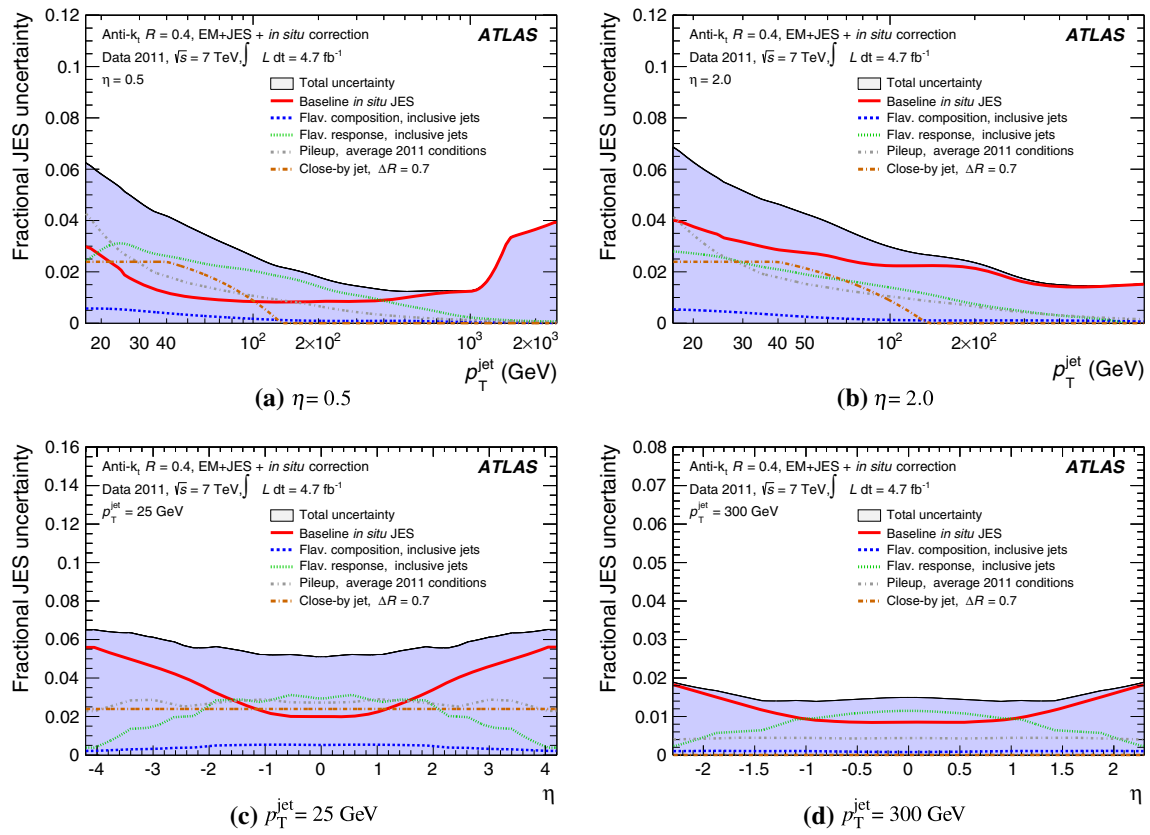 Fractional JES uncertainty
0.12
0.1
0.08
0.06
0.04
0.02
0
Anti-kt R = 0.4, EM+JES + in situ correction
ATLAS
Data 2011, √s = 7 TeV, ∫ L dt = 4.7 fb⁻¹
η = 0.5
Total uncertainty
Baseline in situ JES
Flav. composition, inclusive jets
Flav. response, inclusive jets
Pileup, average 2011 conditions
Close-by jet, ΔR = 0.7
20 30 40 10² 2×10² 10³ 2×10³
p_T^jet (GeV)
(a) η = 0.5
Fractional JES uncertainty
0.12
0.1
0.08
0.06
0.04
0.02
0
Anti-kt R = 0.4, EM+JES + in situ correction
ATLAS
Data 2011, √s = 7 TeV, ∫ L dt = 4.7 fb⁻¹
η = 2.0
Total uncertainty
Baseline in situ JES
Flav. composition, inclusive jets
Flav. response, inclusive jets
Pileup, average 2011 conditions
Close-by jet, ΔR = 0.7
20 30 40 10² 2×10²
p_T^jet (GeV)
(b) η = 2.0
Fractional JES uncertainty
0.16
0.14
0.12
0.1
0.08
0.06
0.04
0.02
0
Anti-kt R = 0.4, EM+JES + in situ correction
ATLAS
Data 2011, √s = 7 TeV, ∫ L dt = 4.7 fb⁻¹
p_T^jet = 25 GeV
Total uncertainty
Baseline in situ JES
Flav. composition, inclusive jets
Flav. response, inclusive jets
Pileup, average 2011 conditions
Close-by jet, ΔR = 0.7
-4 -3 -2 -1 0 1 2 3 4
η
(c) p_T^jet = 25 GeV
Fractional JES uncertainty
0.08
0.07
0.06
0.05
0.04
0.03
0.02
0.01
0
Anti-kt R = 0.4, EM+JES + in situ correction
ATLAS
Data 2011, √s = 7 TeV, ∫ L dt = 4.7 fb⁻¹
p_T^jet = 300 GeV
Total uncertainty
Baseline in situ JES
Flav. composition, inclusive jets
Flav. response, inclusive jets
Pileup, average 2011 conditions
Close-by jet, ΔR = 0.7
-2 -1.5 -1 -0.5 0 0.5 1 1.5 2
η
(d) p_T^jet = 300 GeV